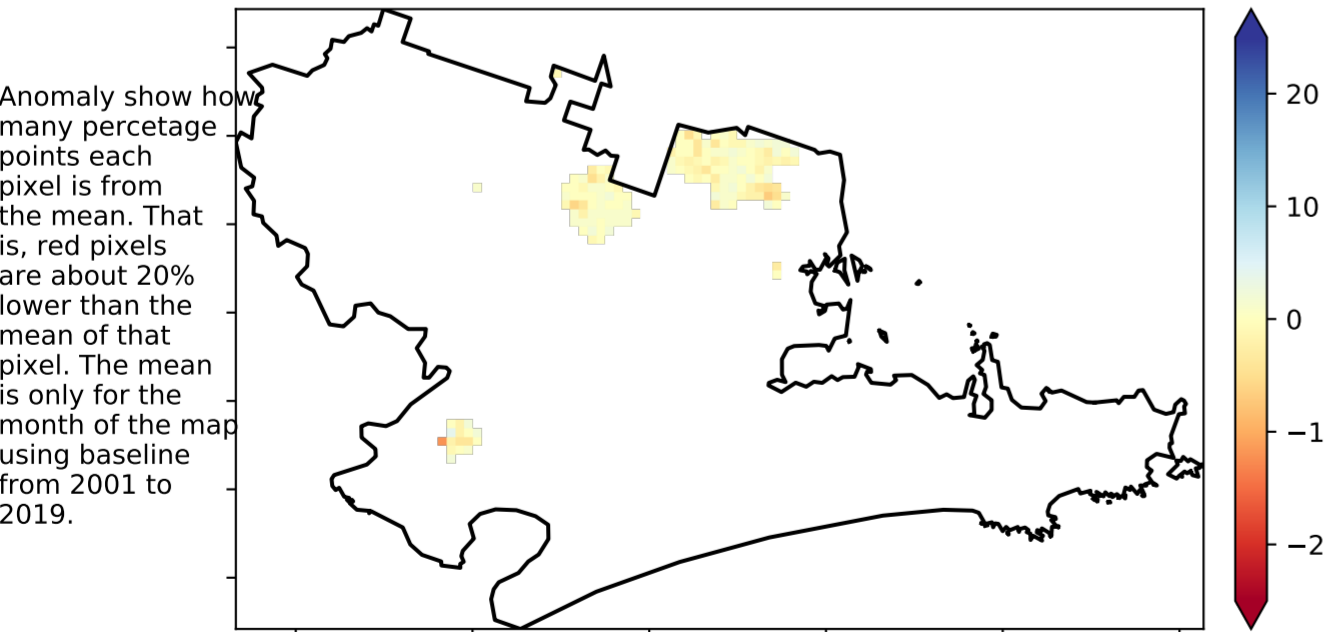 Anomaly show how
many percetage
points each
pixel is from
the mean. That
is, red pixels
are about 20%
lower than the
mean of that
pixel. The mean
is only for the
month of the map
using baseline
from 2001 to
2019.
20
10
0
−1
−2